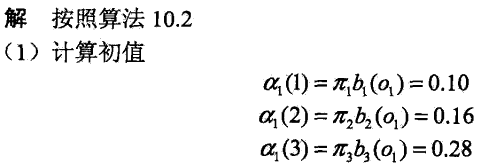 解 按照算法 10.2
（1）计算初值
α₁(1) = π₁b₁(o₁) = 0.10
α₁(2) = π₂b₂(o₁) = 0.16
α₁(3) = π₃b₃(o₁) = 0.28